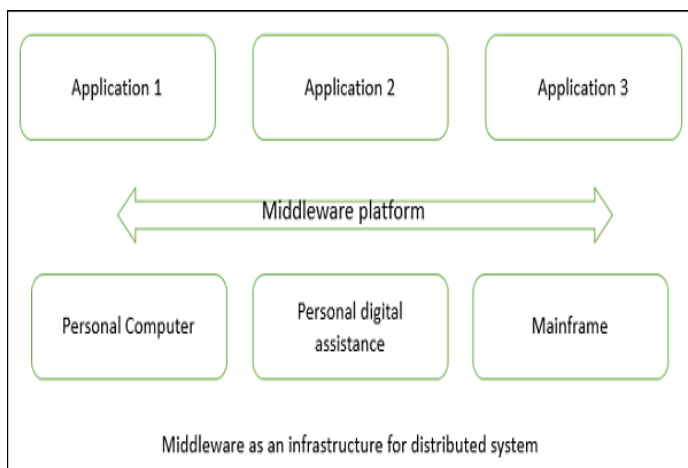 Application 1
Application 2
Application 3
Middleware platform
Personal Computer
Personal digital
assistance
Mainframe
Middleware as an infrastructure for distributed system